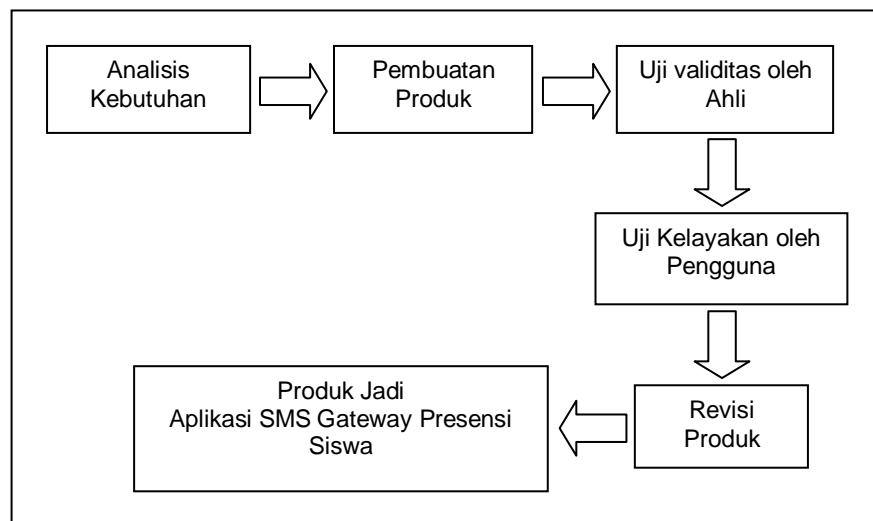 Analisis
Kebutuhan
Pembuatan
Produk
Uji validitas oleh
Ahli
Uji Kelayakan oleh
Pengguna
Revisi
Produk
Produk Jadi
Aplikasi SMS Gateway Presensi
Siswa